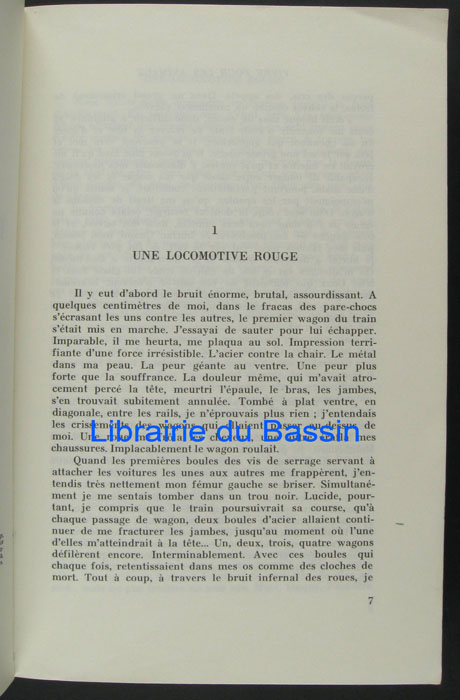 1
UNE LOCOMOTIVE ROUGE
Il y eut d'abord le bruit énorme, brutal, assourdissant. A
quelques centimètres de moi, dans le fracas des pare-chocs
s'écrasant les uns contre les autres, le premier wagon du train
s'était mis en marche. J'essayai de sauter pour lui échapper.
Imparable, il me heurta, me plaqua au sol. Impression terri-
fiante d'une force irrésistible. L'acier contre la chair. Le métal
dans ma peau. La peur géante au ventre. Une peur plus
forte que la souffrance. La douleur même, qui m'avait atro-
cement percé la tête, meurtri l'épaule, le bras, les jambes,
s'en trouvait subitement annulée. Tombé à plat ventre, en
diagonale, entre les rails, je n'éprouvais plus rien ; j'entendais
les crissements des wagons qui allaient passer au-dessus de
moi. Une mes
Librairie du Bassin
chaussures. Implacablement le wagon roulait.
Quand les premières boules des vis de serrage servant à
attacher les voitures les unes aux autres me frappèrent, j'en-
tendis très nettement mon fémur gauche se briser. Simultané-
ment je me sentais tomber dans un trou noir. Lucide, pour-
tant, je compris que le train poursuivrait sa course, qu'à
chaque passage de wagon, deux boules d'acier allaient conti-
nuer de me fracturer les jambes, jusqu'au moment où l'une
d'elles m'atteindrait à la tête... Un, deux, trois, quatre wagons
défilèrent encore. Interminablement. Avec ces boules qui
chaque fois, retentissaient dans mes os comme des cloches de
mort. Tout à coup, à travers le bruit infernal des roues, je
7